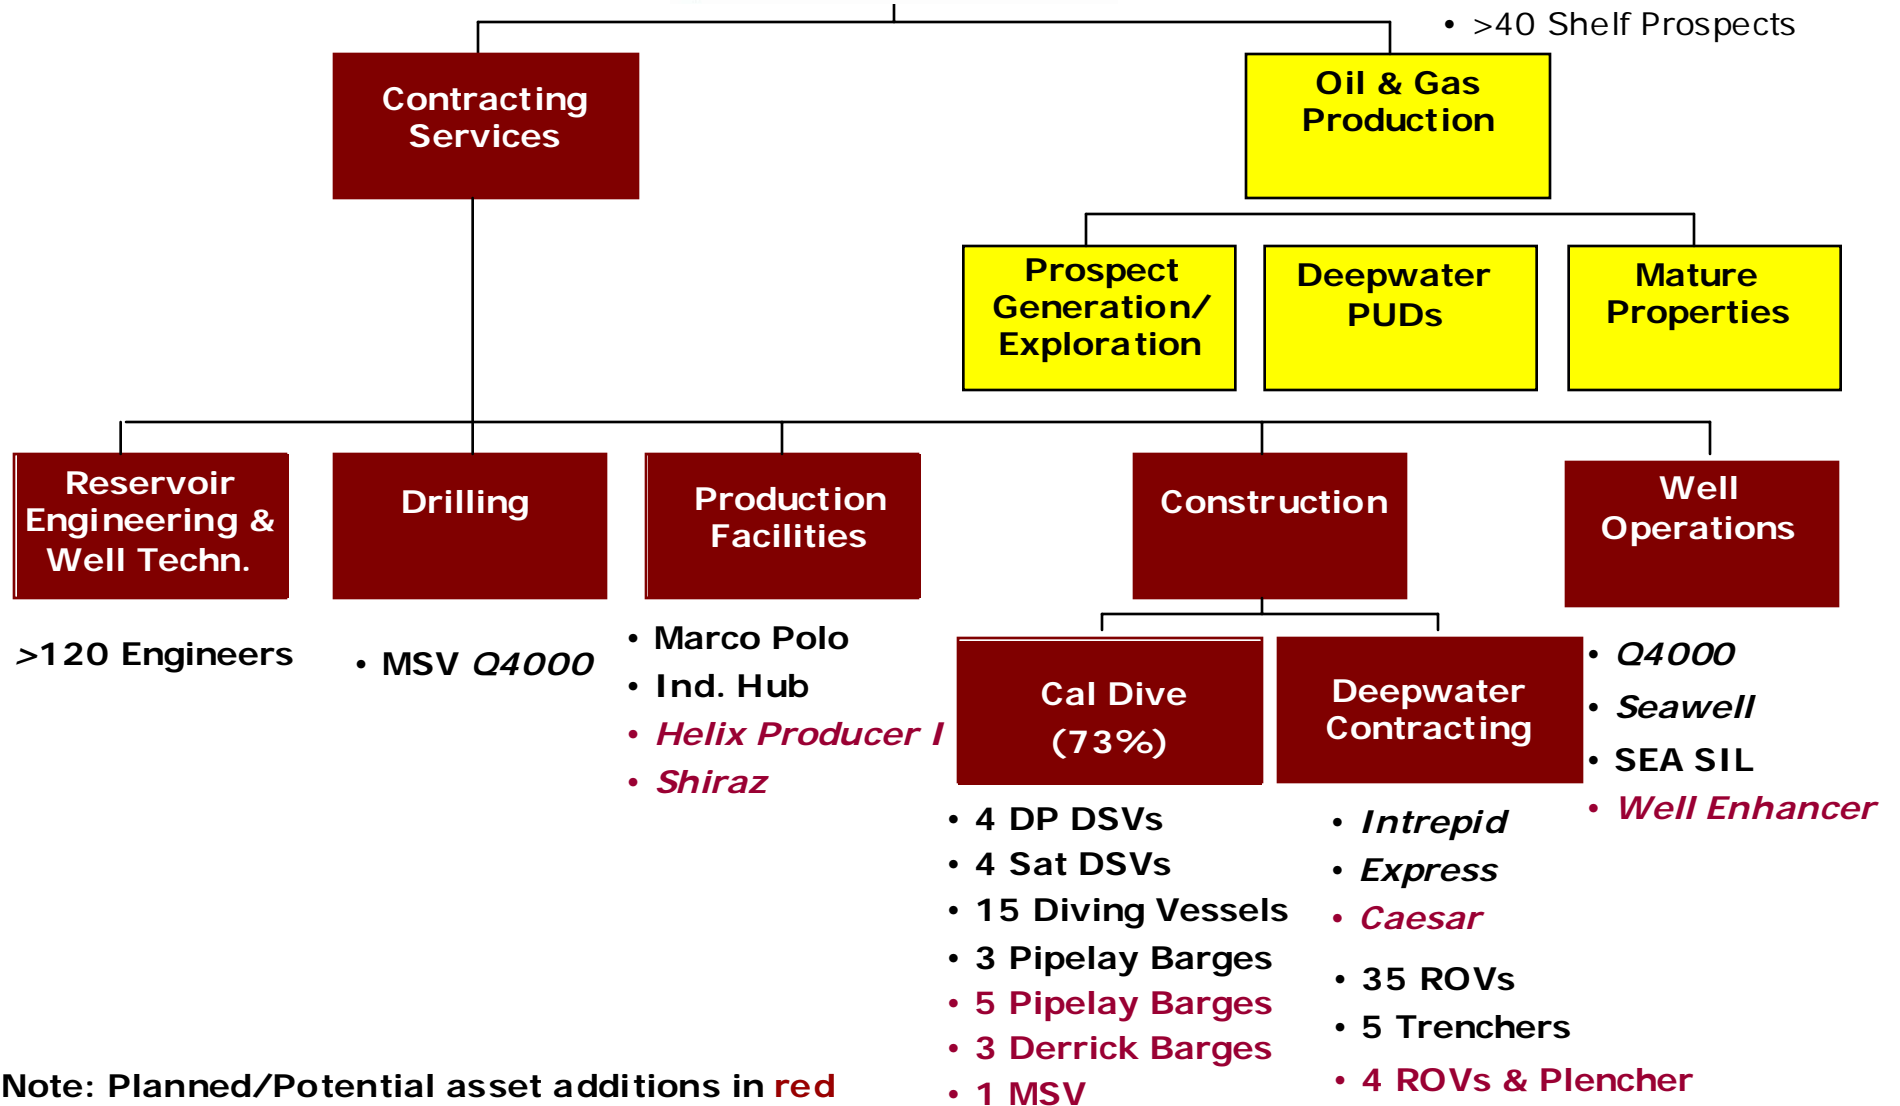 • >40 Shelf Prospects
Contracting
Services
Oil & Gas
Production
Prospect
Generation/
Exploration
Deepwater
PUDs
Mature
Properties
Reservoir
Engineering &
Well Techn.
Drilling
Production
Facilities
Construction
Well
Operations
>120 Engineers
• MSV Q4000
• Marco Polo
• Ind. Hub
• Helix Producer I
• Shiraz
Cal Dive
(73%)
Deepwater
Contracting
• Q4000
• Seawell
• SEA SIL
• Well Enhancer
• 4 DP DSVs
• 4 Sat DSVs
• 15 Diving Vessels
• 3 Pipelay Barges
• 5 Pipelay Barges
• 3 Derrick Barges
• 1 MSV
• Intrepid
• Express
• Caesar
• 35 ROVs
• 5 Trenchers
• 4 ROVs & Plencher
Note: Planned/Potential asset additions in red